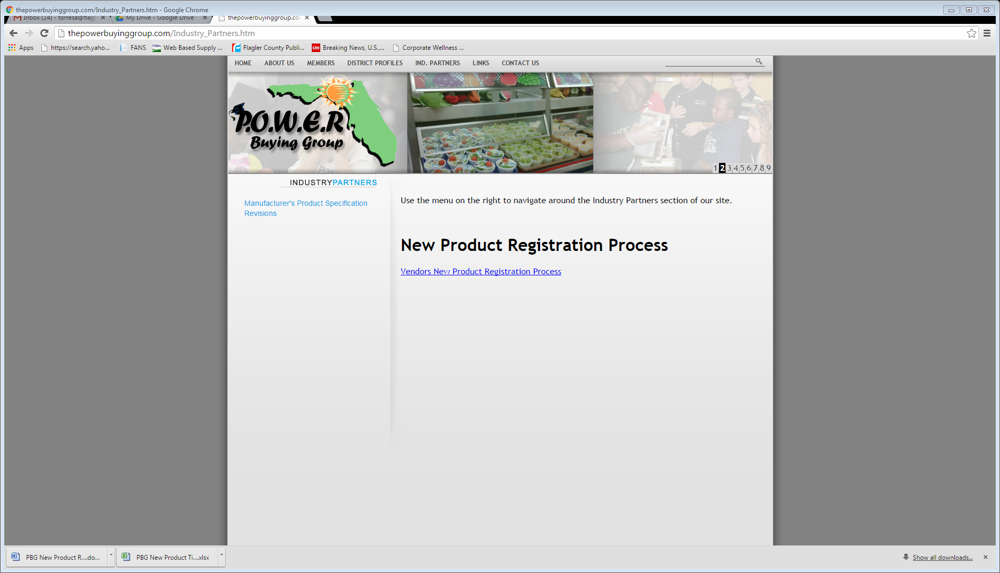 thepowerbuyinggroup.com/Industry_Partners.htm - Google Chrome
Inbox (14) - torresa@flagl
My Drive - Google Drive
thepowerbuyinggroup.co
thepowerbuyinggroup.com/Industry_Partners.htm
Apps
https://search.yaho...
FANS
USDA
Web Based Supply ...
Flagler County Publi...
CNN
Breaking News, U.S.,...
Corporate Wellness ...
HOME ABOUT US MEMBERS DISTRICT PROFILES IND. PARTNERS LINKS CONTACT US
P.O.W.E.R
Buying Group
1 2 3 4 5 6 7 8 9
INDUSTRYPARTNERS
Manufacturer's Product Specification
Revisions
Use the menu on the right to navigate around the Industry Partners section of our site.
New Product Registration Process
Vendors New Product Registration Process
PBG New Product R....do...
PBG New Product Ti....xlsx
Show all downloads...